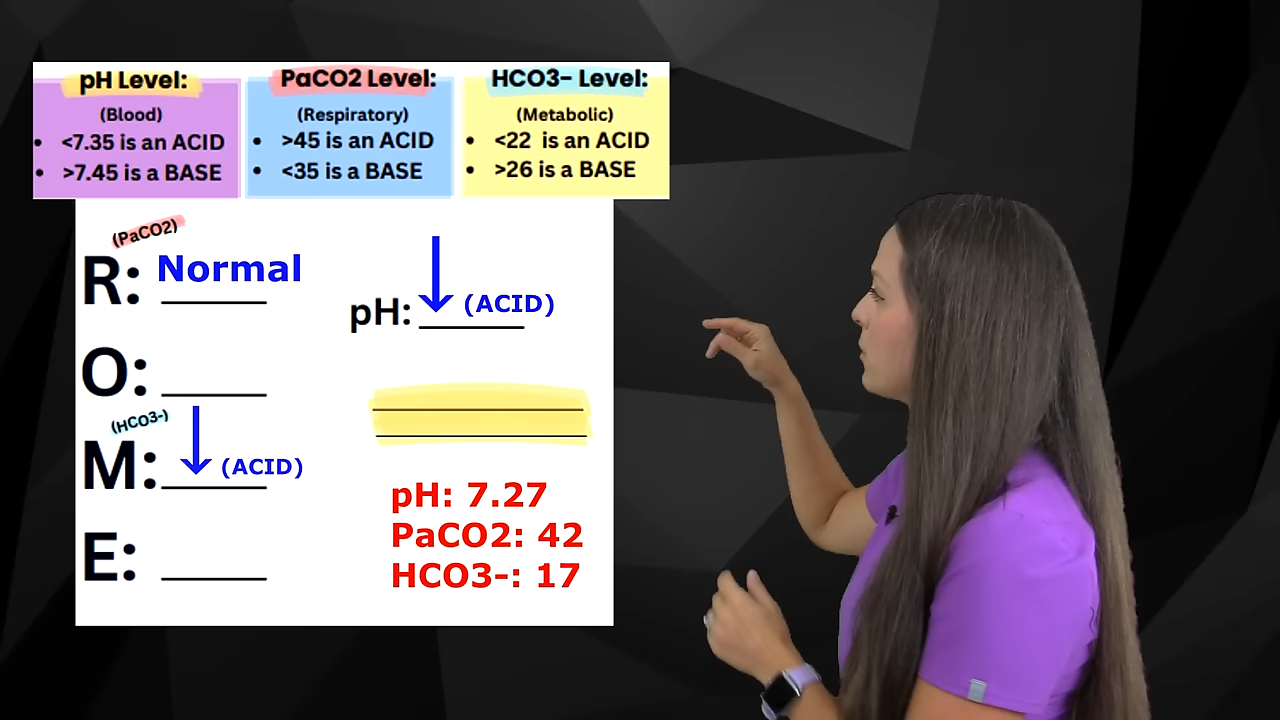 pH Level:
(Blood)
• <7.35 is an ACID
• >7.45 is a BASE
PaCO2 Level:
(Respiratory)
• >45 is an ACID
• <35 is a BASE
HCO3- Level:
(Metabolic)
• <22 is an ACID
• >26 is a BASE
(PaCO2)
R: Normal
O:
(HCO3-)
M: (ACID)
E:
pH: (ACID)
pH: 7.27
PaCO2: 42
HCO3-: 17